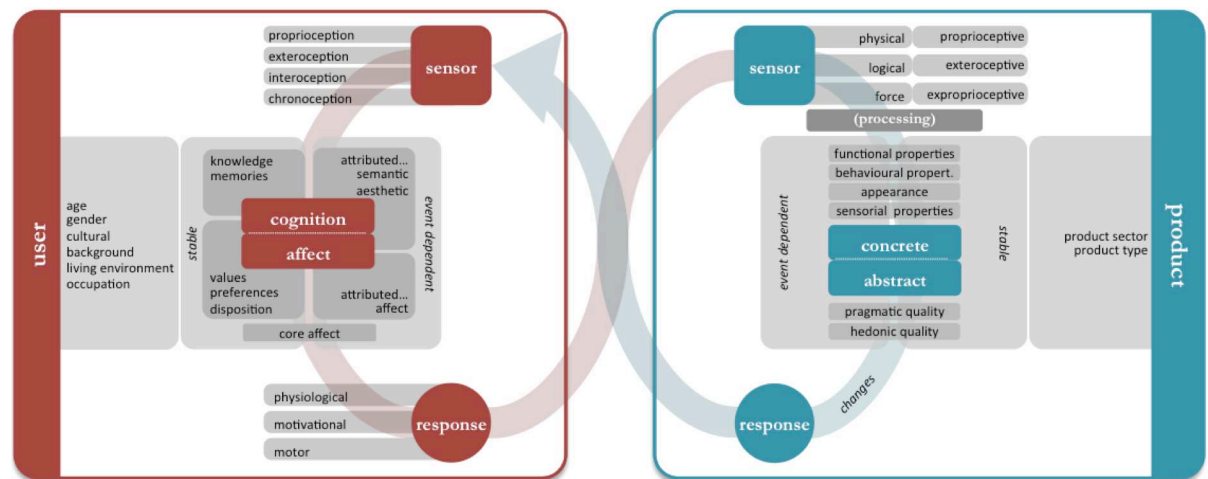 user
proprioception
exteroception
interoception
chronoception
sensor
age
gender
cultural
background
living environment
occupation
stable
knowledge
memories
attributed...
semantic
aesthetic
cognition
affect
values
preferences
disposition
attributed...
affect
event dependent
core affect
physiological
motivational
motor
response
sensor
physical
proprioceptive
logical
exteroceptive
force
exproprioceptive
(processing)
event dependent
functional properties
behavioural propert.
appearance
sensorial properties
concrete
abstract
pragmatic quality
hedonic quality
stable
product sector
product type
response
changes
product